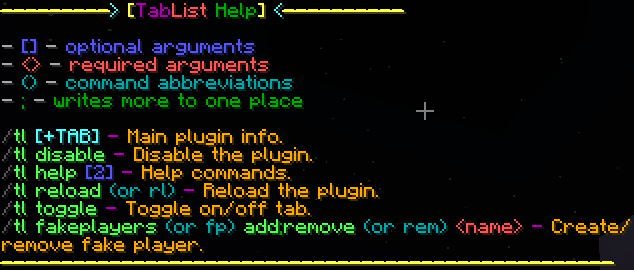 > [TabList Help] <
- [] - optional arguments
- <> - required arguments
- () - command abbreviations
- ; - writes more to one place
/tl [+TAB] - Main plugin info.
/tl disable - Disable the plugin.
/tl help [2] - Help commands.
/tl reload (or rl) - Reload the plugin.
/tl toggle - Toggle on/off tab.
/tl fakeplayers (or fp) add;remove (or rem) <name> - Create/
remove fake player.